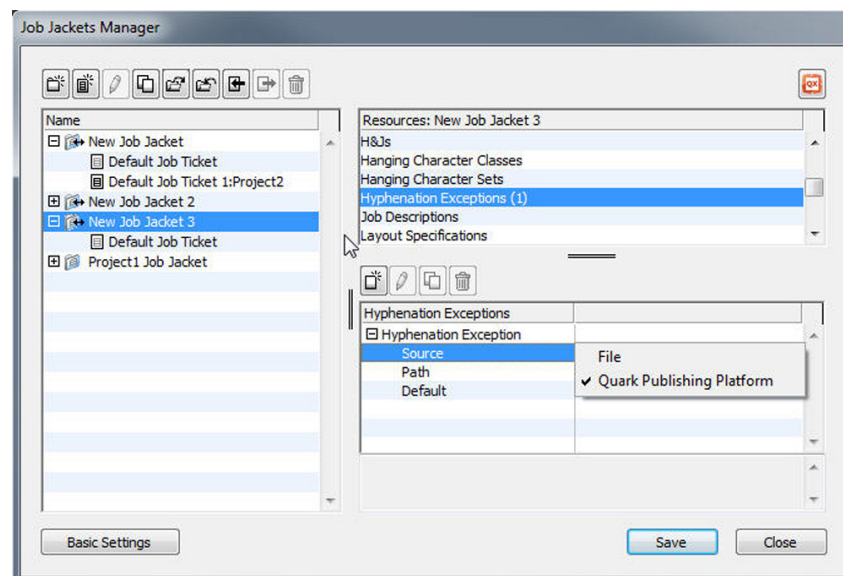 Job Jackets Manager
QX
Name
New Job Jacket
Default Job Ticket
Default Job Ticket 1:Project2
New Job Jacket 2
New Job Jacket 3
Default Job Ticket
Project1 Job Jacket
Resources: New Job Jacket 3
H&Js
Hanging Character Classes
Hanging Character Sets
Hyphenation Exceptions (1)
Job Descriptions
Layout Specifications
Hyphenation Exceptions
Hyphenation Exception
Source
Path
Default
File
Quark Publishing Platform
Basic Settings
Save
Close